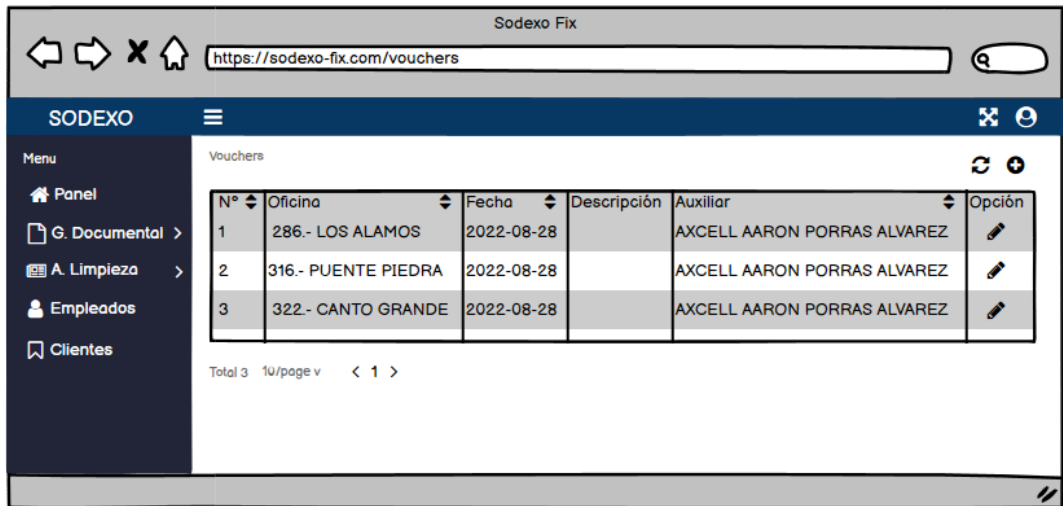 Sodexo Fix
https://sodexo-fix.com/vouchers
SODEXO
Menu
Panel
G. Documental >
A. Limpieza >
Empleados
Clientes
Vouchers
N° Oficina Fecha Descripción Auxiliar Opción
1 286.- LOS ALAMOS 2022-08-28 AXCELL AARON PORRAS ALVAREZ
2 316.- PUENTE PIEDRA 2022-08-28 AXCELL AARON PORRAS ALVAREZ
3 322.- CANTO GRANDE 2022-08-28 AXCELL AARON PORRAS ALVAREZ
Total 3 10/page v < 1 >